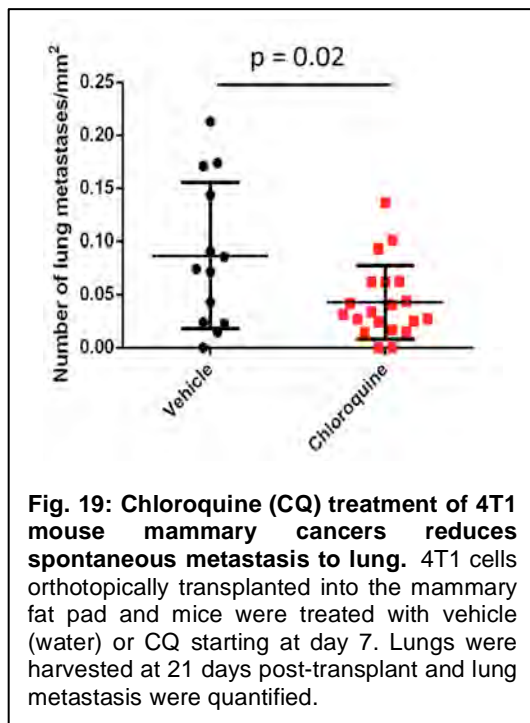 p = 0.02
Number of lung metastases/mm²
0.25
0.20
0.15
0.10
0.05
0.00
Vehicle
Chloroquine
Fig. 19: Chloroquine (CQ) treatment of 4T1
mouse mammary cancers reduces
spontaneous metastasis to lung. 4T1 cells
orthotopically transplanted into the mammary
fat pad and mice were treated with vehicle
(water) or CQ starting at day 7. Lungs were
harvested at 21 days post-transplant and lung
metastasis were quantified.